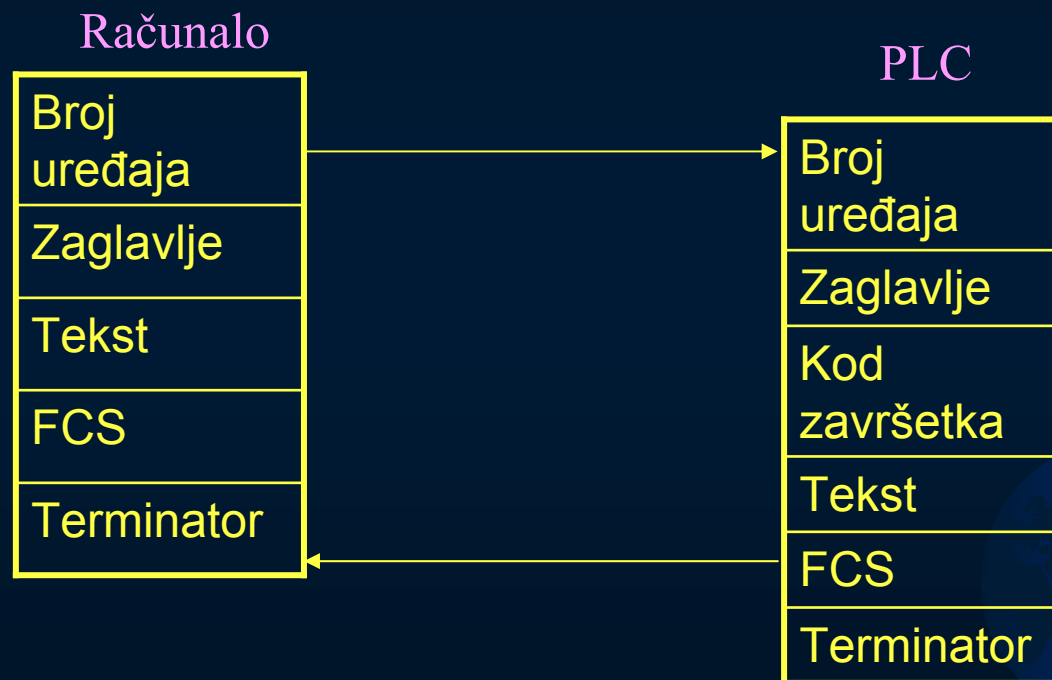 Računalo
Broj
uređaja
Zaglavlje
Tekst
FCS
Terminator
PLC
Broj
uređaja
Zaglavlje
Kod
završetka
Tekst
FCS
Terminator